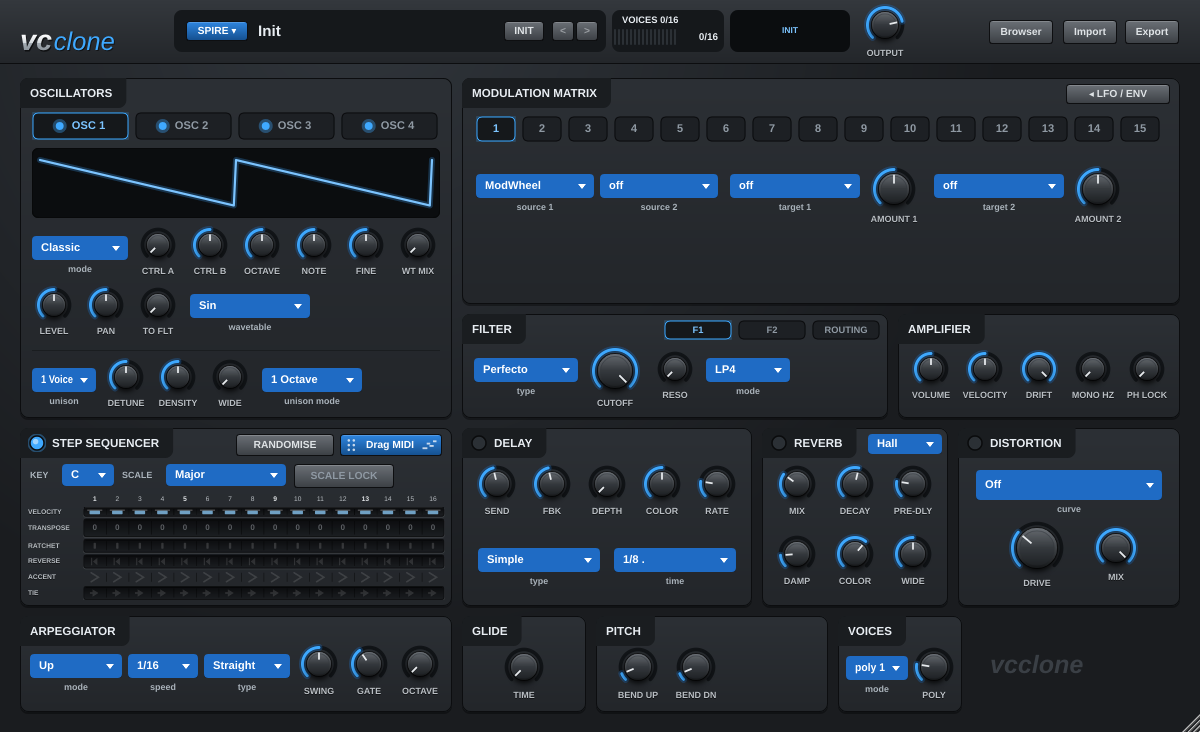 vcclone
SPIRE ▾ Init INIT < >
VOICES 0/16
0/16
INIT
OUTPUT
Browser Import Export
OSCILLATORS
OSC 1 OSC 2 OSC 3 OSC 4
Classic
mode CTRL A CTRL B OCTAVE NOTE FINE WT MIX
Sin
LEVEL PAN TO FLT wavetable
1 Voice 1 Octave
unison DETUNE DENSITY WIDE unison mode
MODULATION MATRIX ◂ LFO / ENV
1 2 3 4 5 6 7 8 9 10 11 12 13 14 15
ModWheel off off off
source 1 source 2 target 1 AMOUNT 1 target 2 AMOUNT 2
FILTER F1 F2 ROUTING
Perfecto LP4
type CUTOFF RESO mode
AMPLIFIER
VOLUME VELOCITY DRIFT MONO HZ PH LOCK
STEP SEQUENCER RANDOMISE Drag MIDI
KEY C SCALE Major SCALE LOCK
1 2 3 4 5 6 7 8 9 10 11 12 13 14 15 16
VELOCITY
TRANSPOSE 0 0 0 0 0 0 0 0 0 0 0 0 0 0 0 0
RATCHET
REVERSE
ACCENT
TIE
DELAY
SEND FBK DEPTH COLOR RATE
Simple 1/8 .
type time
REVERB Hall
MIX DECAY PRE-DLY
DAMP COLOR WIDE
DISTORTION
Off
curve
DRIVE MIX
ARPEGGIATOR
Up 1/16 Straight
mode speed type SWING GATE OCTAVE
GLIDE
TIME
PITCH
BEND UP BEND DN
VOICES
poly 1
mode POLY
vcclone